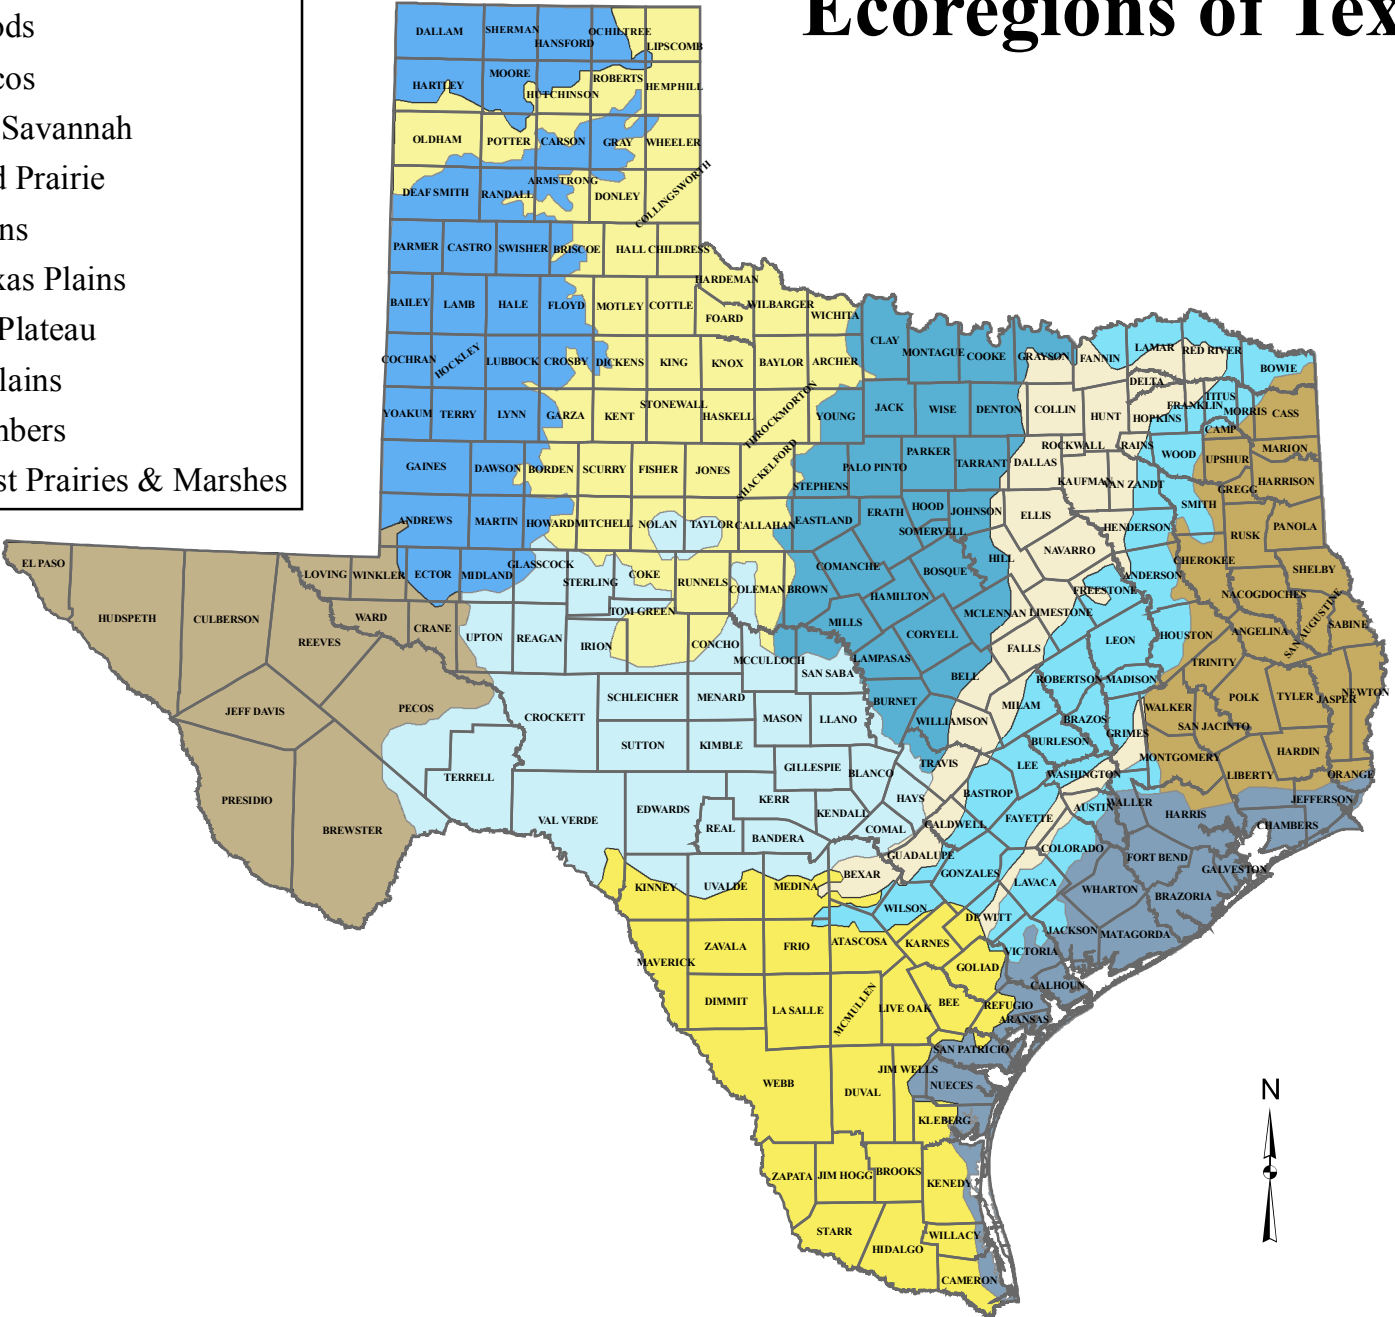 Ecoregions of Tex
ods
cos
Savannah
d Prairie
ns
xas Plains
Plateau
lains
mbers
st Prairies & Marshes
DALLAM SHERMAN HANSFORD OCHILTREE LIPSCOMB
HARTLEY MOORE HUTCHINSON ROBERTS HEMPHILL
OLDHAM POTTER CARSON GRAY WHEELER
DEAF SMITH RANDALL ARMSTRONG DONLEY COLLINGSWORTH
PARMER CASTRO SWISHER BRISCOE HALL CHILDRESS
HARDEMAN
BAILEY LAMB HALE FLOYD MOTLEY COTTLE FOARD WILBARGER WICHITA
CLAY MONTAGUE COOKE GRAYSON FANNIN LAMAR RED RIVER BOWIE
COCHRAN HOCKLEY LUBBOCK CROSBY DICKENS KING KNOX BAYLOR ARCHER
DELTA FRANKLIN TITUS MORRIS CASS
YOAKUM TERRY LYNN GARZA KENT STONEWALL HASKELL THROCKMORTON YOUNG JACK WISE DENTON COLLIN HUNT HOPKINS CAMP
ROCKWALL RAINS WOOD UPSHUR MARION
GAINES DAWSON BORDEN SCURRY FISHER JONES SHACKELFORD STEPHENS PALO PINTO PARKER TARRANT DALLAS KAUFMAN VAN ZANDT GREGG HARRISON
SMITH
ANDREWS MARTIN HOWARD MITCHELL NOLAN TAYLOR CALLAHAN EASTLAND ERATH HOOD SOMERVELL JOHNSON ELLIS HENDERSON RUSK PANOLA
EL PASO LOVING WINKLER ECTOR MIDLAND GLASSCOCK STERLING COKE RUNNELS COLEMAN BROWN COMANCHE BOSQUE HILL NAVARRO ANDERSON CHEROKEE SHELBY
HUDSPETH CULBERSON REEVES WARD CRANE UPTON REAGAN IRION TOM GREEN CONCHO MCCULLOCH MILLS HAMILTON CORYELL MCLENNAN LIMESTONE FREESTONE LEON HOUSTON NACOGDOCHES ANGELINA SAN AUGUSTINE SABINE
SAN SABA LAMPASAS FALLS TRINITY
JEFF DAVIS PECOS CROCKETT SCHLEICHER MENARD MASON LLANO BURNET BELL MILAM ROBERTSON MADISON WALKER POLK TYLER JASPER NEWTON
SUTTON KIMBLE WILLIAMSON BRAZOS GRIMES SAN JACINTO
BURLESON
TERRELL GILLESPIE BLANCO TRAVIS LEE WASHINGTON MONTGOMERY LIBERTY HARDIN ORANGE
PRESIDIO BREWSTER VAL VERDE EDWARDS REAL KERR KENDALL HAYS BASTROP AUSTIN WALLER HARRIS JEFFERSON
BANDERA COMAL CALDWELL FAYETTE CHAMBERS
GUADALUPE COLORADO FORT BEND GALVESTON
KINNEY UVALDE MEDINA BEXAR GONZALES LAVACA WHARTON BRAZORIA
WILSON DE WITT JACKSON MATAGORDA
MAVERICK ZAVALA FRIO ATASCOSA KARNES VICTORIA
GOLIAD CALHOUN
DIMMIT LA SALLE MCMULLEN LIVE OAK BEE REFUGIO
ARANSAS
SAN PATRICIO
WEBB DUVAL JIM WELLS NUECES
KLEBERG
ZAPATA JIM HOGG BROOKS KENEDY
STARR HIDALGO WILLACY
CAMERON
N